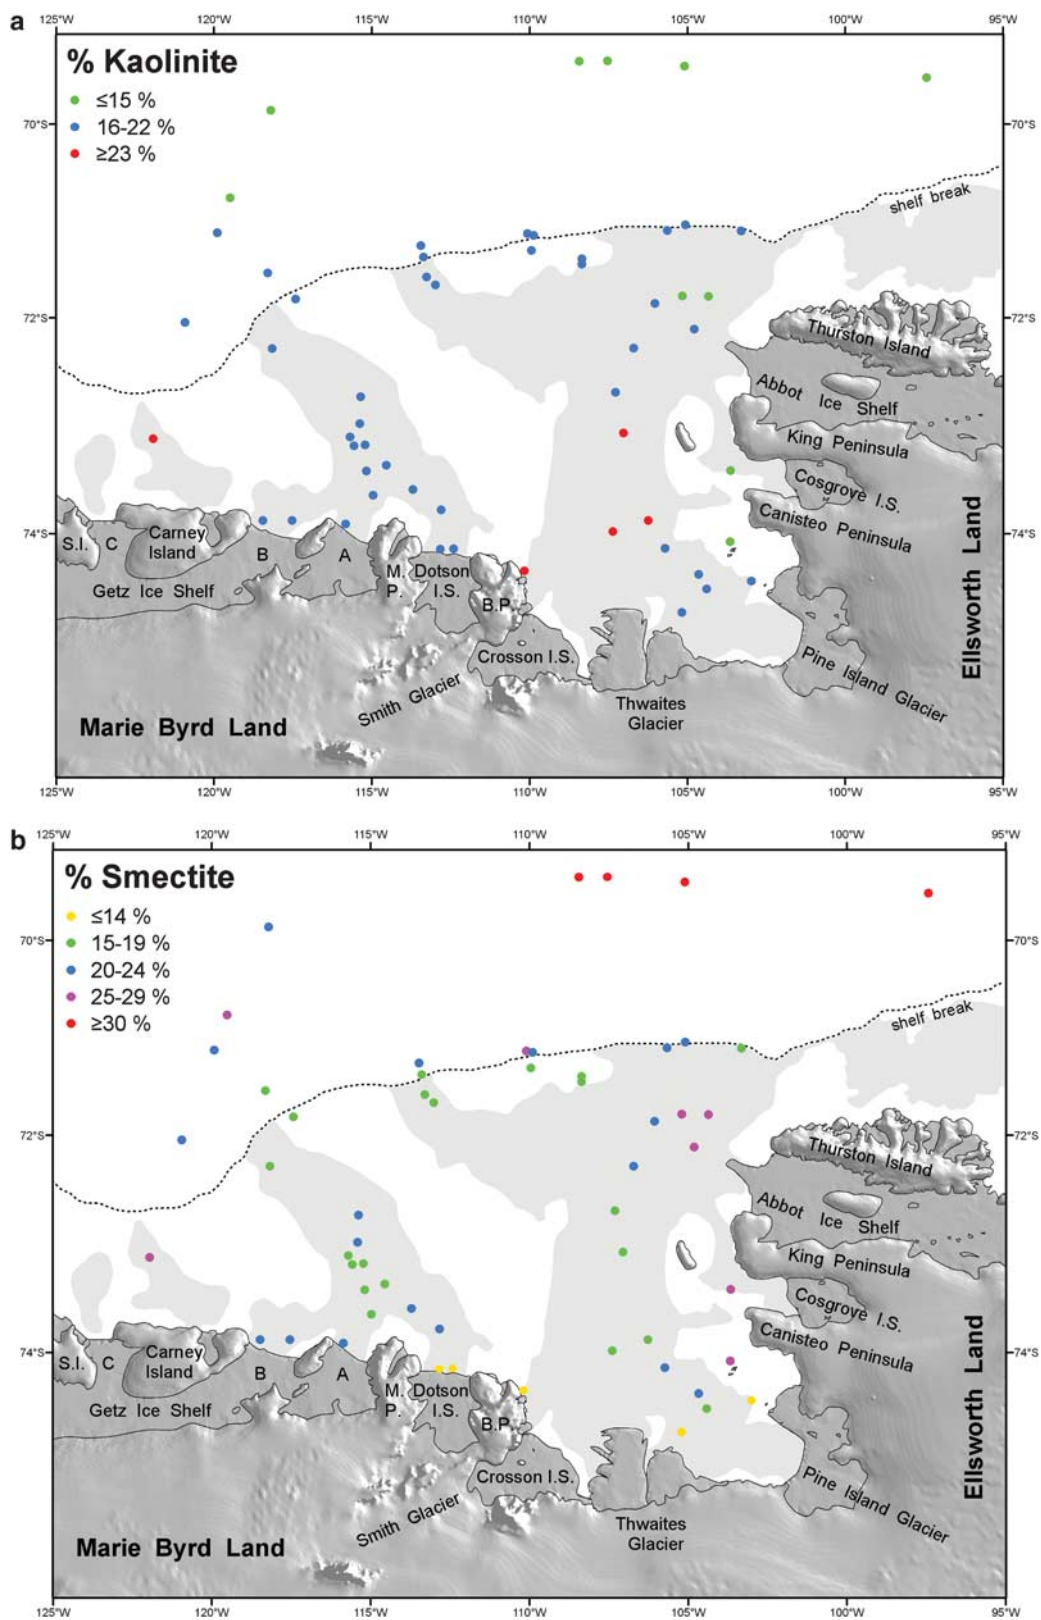 a
125°W 120°W 115°W 110°W 105°W 100°W 95°W
% Kaolinite
≤15 %
16-22 %
≥23 %
70°S 70°S
shelf break
72°S 72°S
Thurston Island
Abbot Ice Shelf
King Peninsula
Cosgrove I.S.
Canisteo Peninsula
74°S 74°S
S.I. C Carney Island B A M. P. Dotson I.S. B.P.
Getz Ice Shelf
Crosson I.S.
Smith Glacier
Thwaites
Glacier
Pine Island Glacier
Ellsworth Land
Marie Byrd Land
125°W 120°W 115°W 110°W 105°W 100°W 95°W
b
125°W 120°W 115°W 110°W 105°W 100°W 95°W
% Smectite
≤14 %
15-19 %
20-24 %
25-29 %
≥30 %
70°S 70°S
shelf break
72°S 72°S
Thurston Island
Abbot Ice Shelf
King Peninsula
Cosgrove I.S.
Canisteo Peninsula
74°S 74°S
S.I. C Carney Island B A M. P. Dotson I.S. B.P.
Getz Ice Shelf
Crosson I.S.
Smith Glacier
Thwaites
Glacier
Pine Island Glacier
Ellsworth Land
Marie Byrd Land
125°W 120°W 115°W 110°W 105°W 100°W 95°W